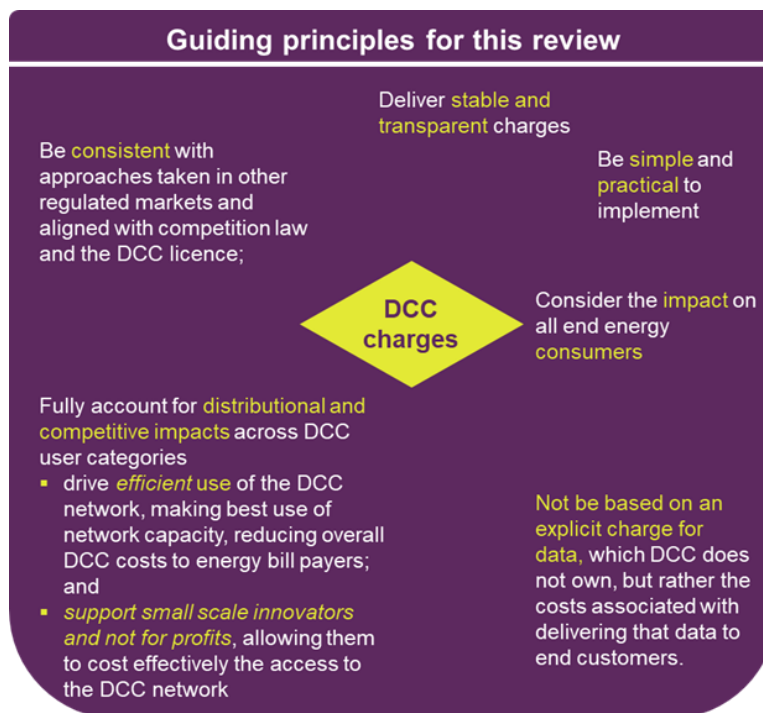 Guiding principles for this review
Deliver stable and
transparent charges
Be consistent with
approaches taken in other
regulated markets and
aligned with competition law
and the DCC licence;
Be simple and
practical to
implement
DCC
charges
Consider the impact on
all end energy
consumers
Fully account for distributional and
competitive impacts across DCC
user categories
▪ drive efficient use of the DCC
network, making best use of
network capacity, reducing overall
DCC costs to energy bill payers;
and
▪ support small scale innovators
and not for profits, allowing them
to cost effectively the access to
the DCC network
Not be based on an
explicit charge for
data, which DCC does
not own, but rather the
costs associated with
delivering that data to
end customers.